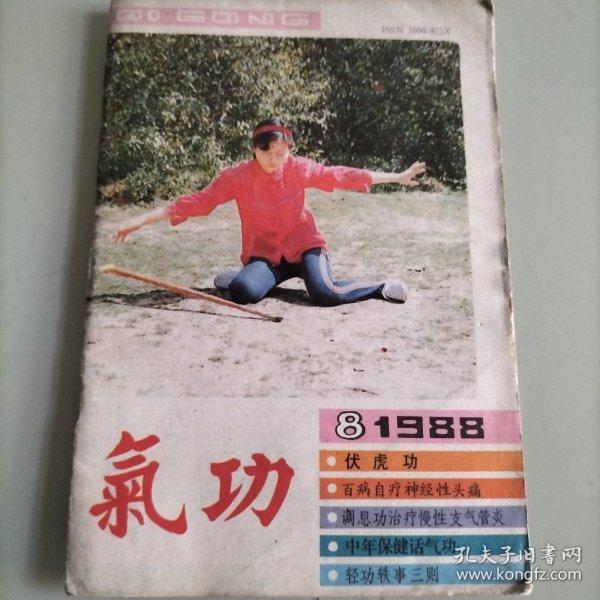 QIGONG
ISSN 1000-825X
氣功
8 1988
伏虎功
百病自疗神经性头痛
调息功治疗慢性支气管炎
中年保健话气功
轻功轶事三则
孔夫子旧书网
www.kongfz.com